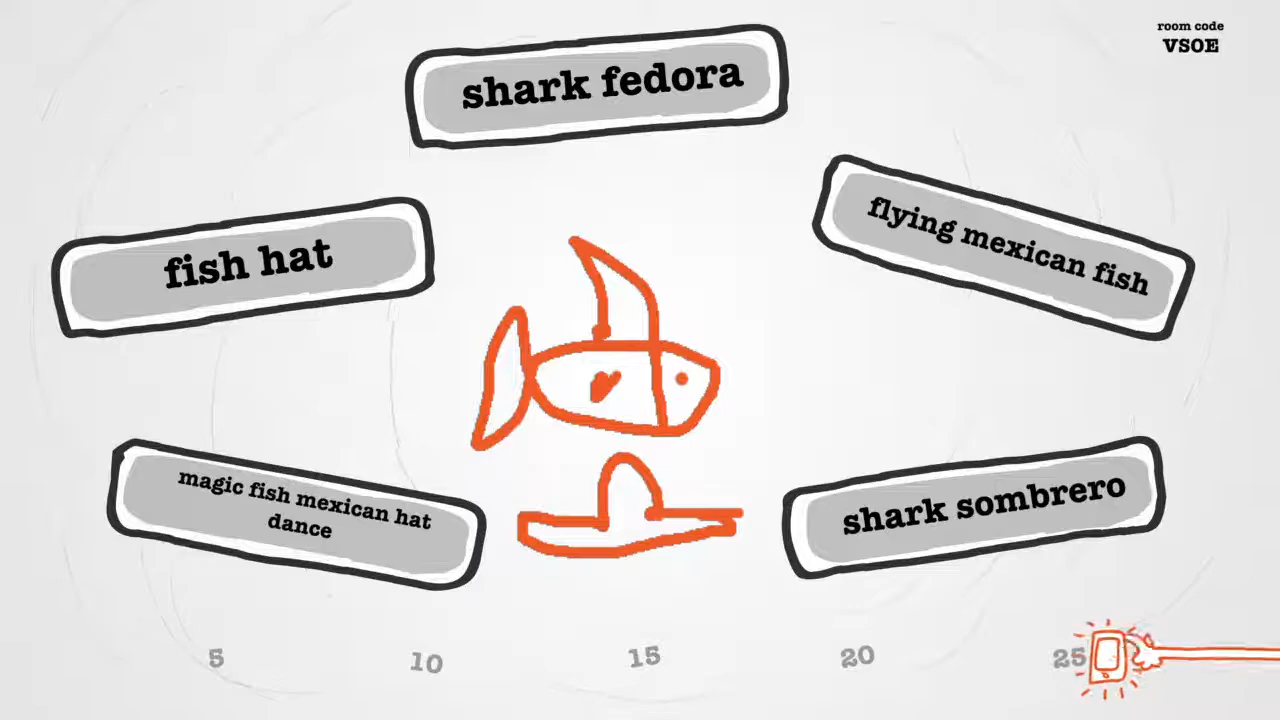 room code
VSOE
shark fedora
flying mexican fish
fish hat
magic fish mexican hat
dance
shark sombrero
5
10
15
20
25